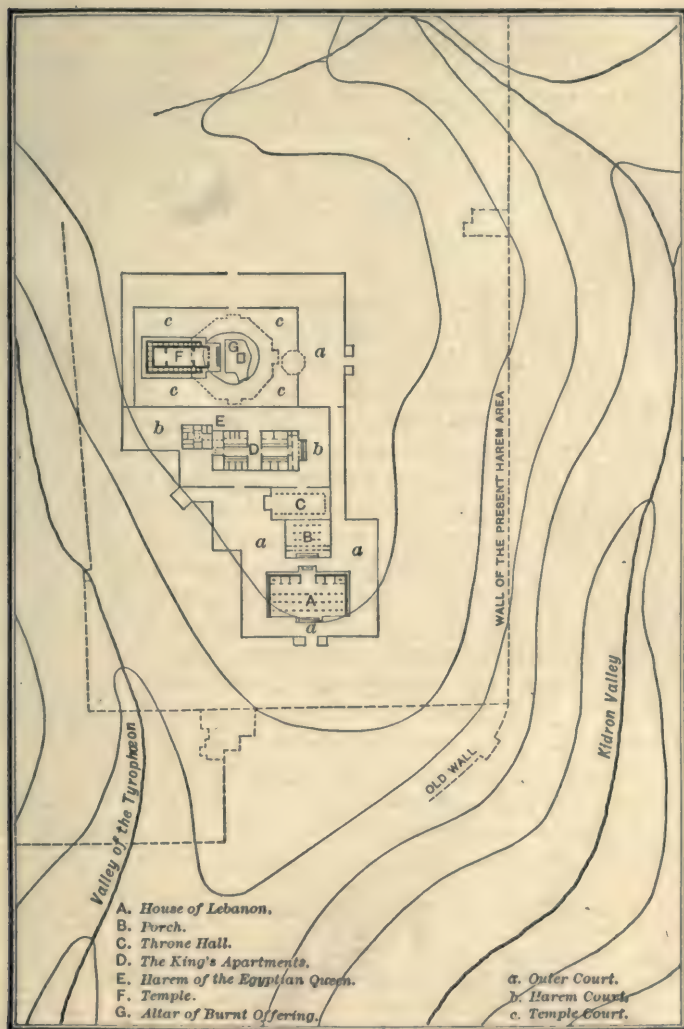 c
c
G
a
F
c
c
E
b
D
b
C
B
a
a
A
a
WALL OF THE PRESENT HAREM AREA
Kidron Valley
OLD WALL
Valley of the Tyrophœon
A. House of Lebanon.
B. Porch.
C. Throne Hall.
D. The King's Apartments.
E. Harem of the Egyptian Queen.
F. Temple.
G. Altar of Burnt Offering.
a. Outer Court.
b. Harem Court.
c. Temple Court.